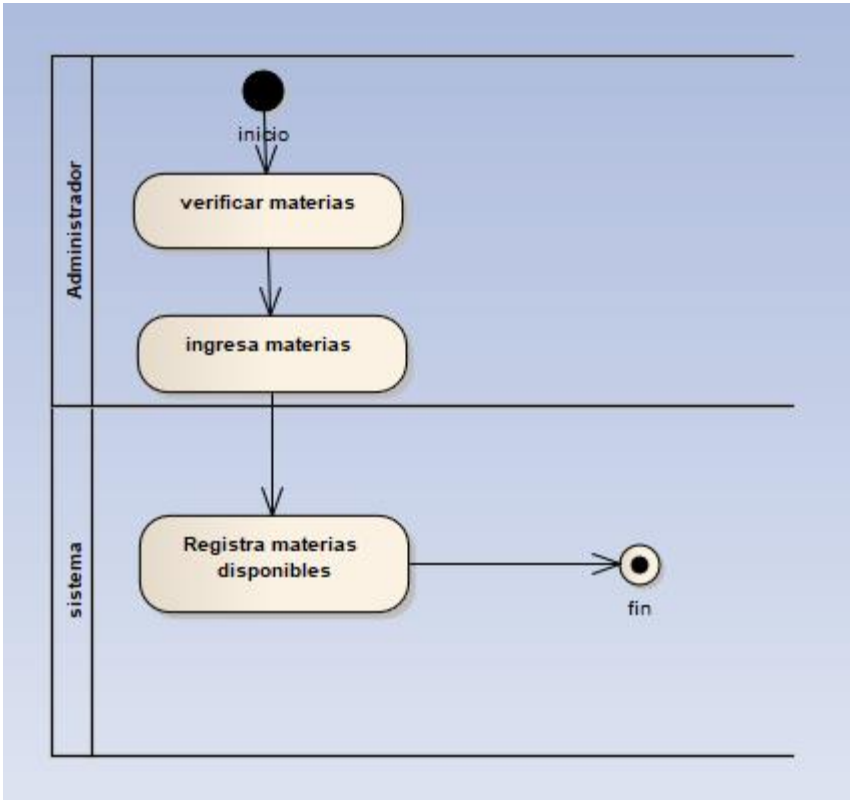 Administrador
inicio
verificar materias
ingresa materias
sistema
Registra materias
disponibles
fin